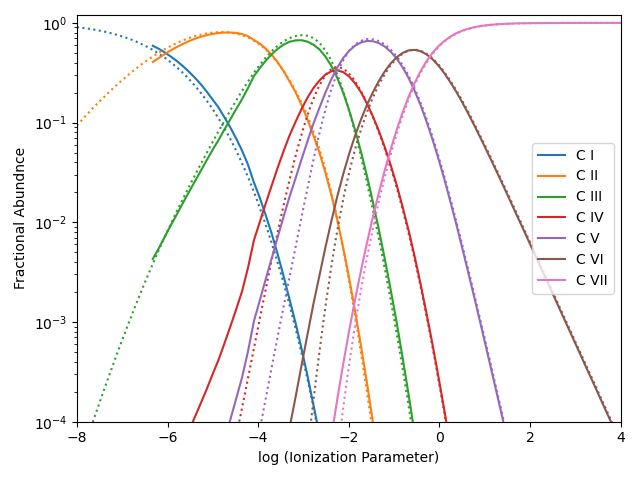 10⁰
10⁻¹
10⁻²
10⁻³
10⁻⁴
Fractional Abundnce
C I
C II
C III
C IV
C V
C VI
C VII
−8 −6 −4 −2 0 2 4
log (Ionization Parameter)